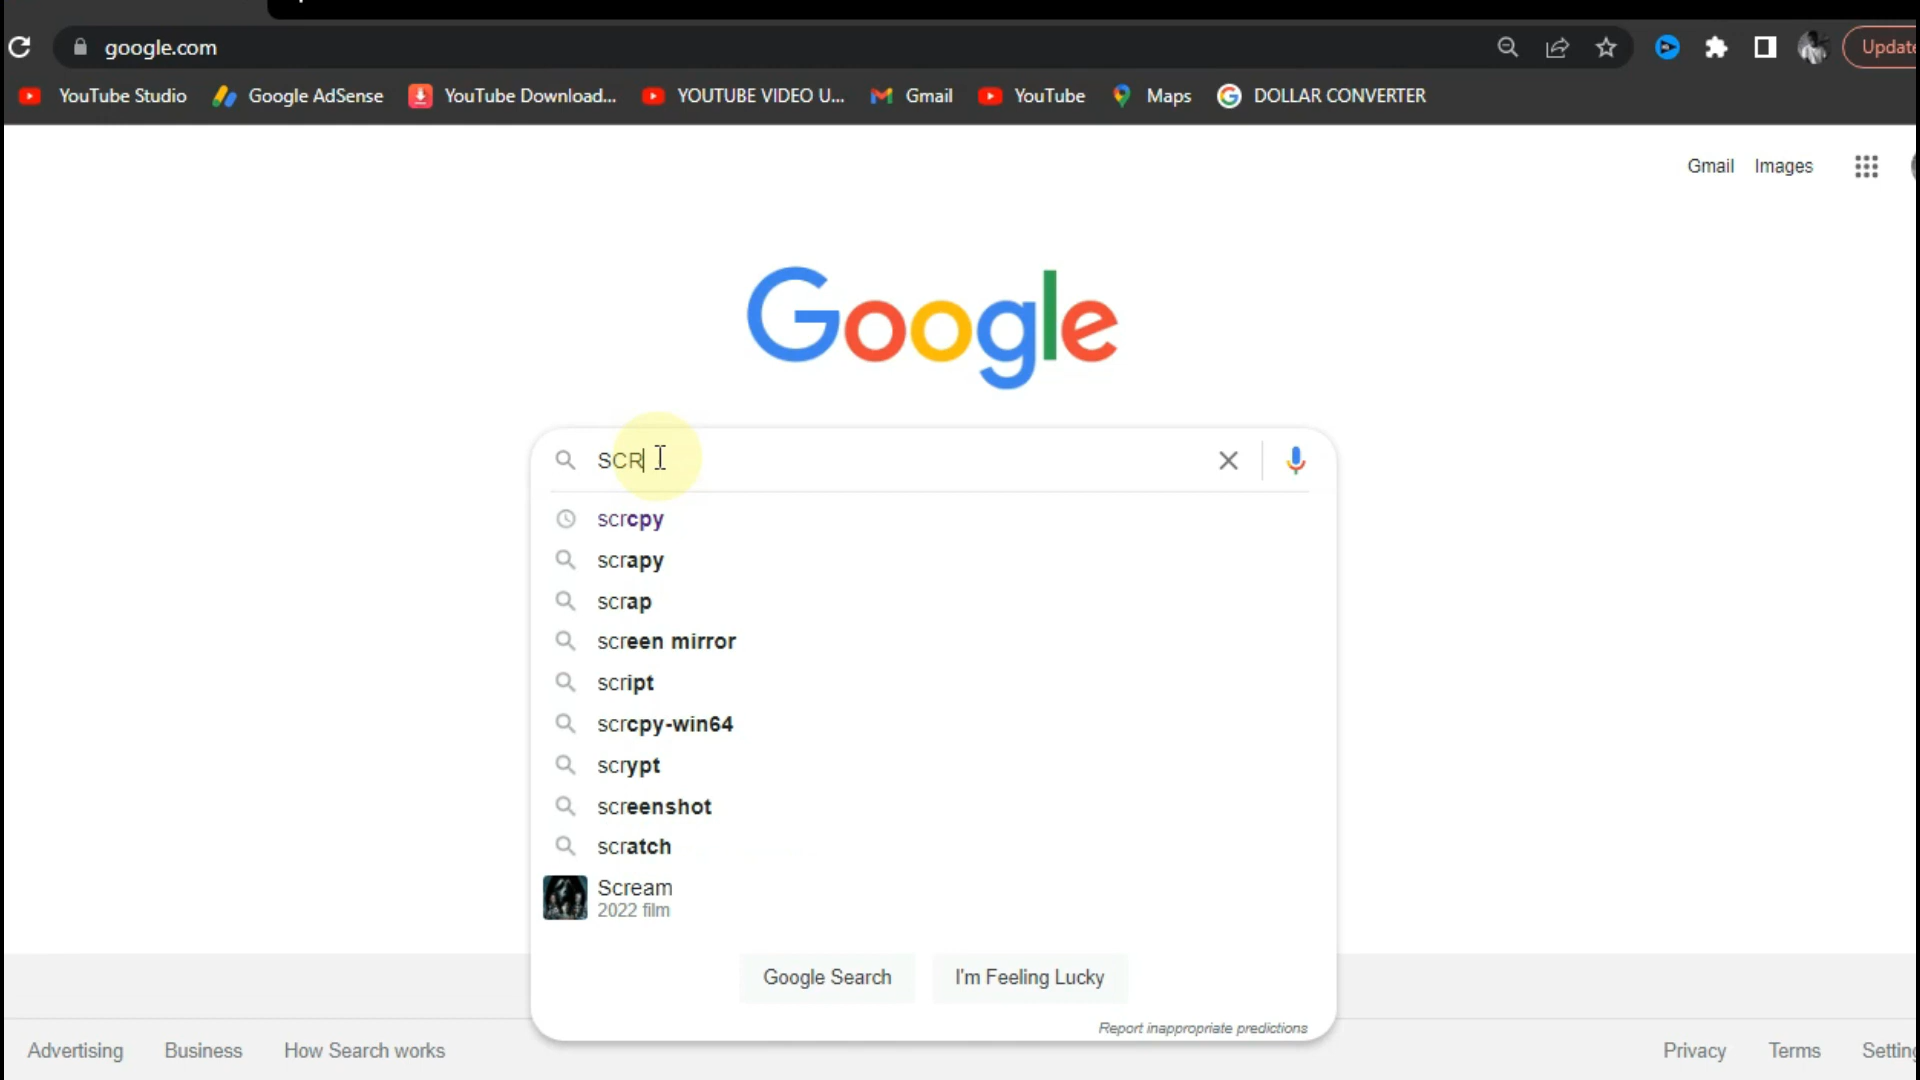 google.com
Update
YouTube Studio Google AdSense YouTube Download... YOUTUBE VIDEO U... Gmail YouTube Maps DOLLAR CONVERTER
Gmail Images
Google
SCR
scrcpy
scrapy
scrap
screen mirror
script
scrcpy-win64
scrypt
screenshot
scratch
Scream
2022 film
Google Search I'm Feeling Lucky
Report inappropriate predictions
Advertising Business How Search works Privacy Terms Setting